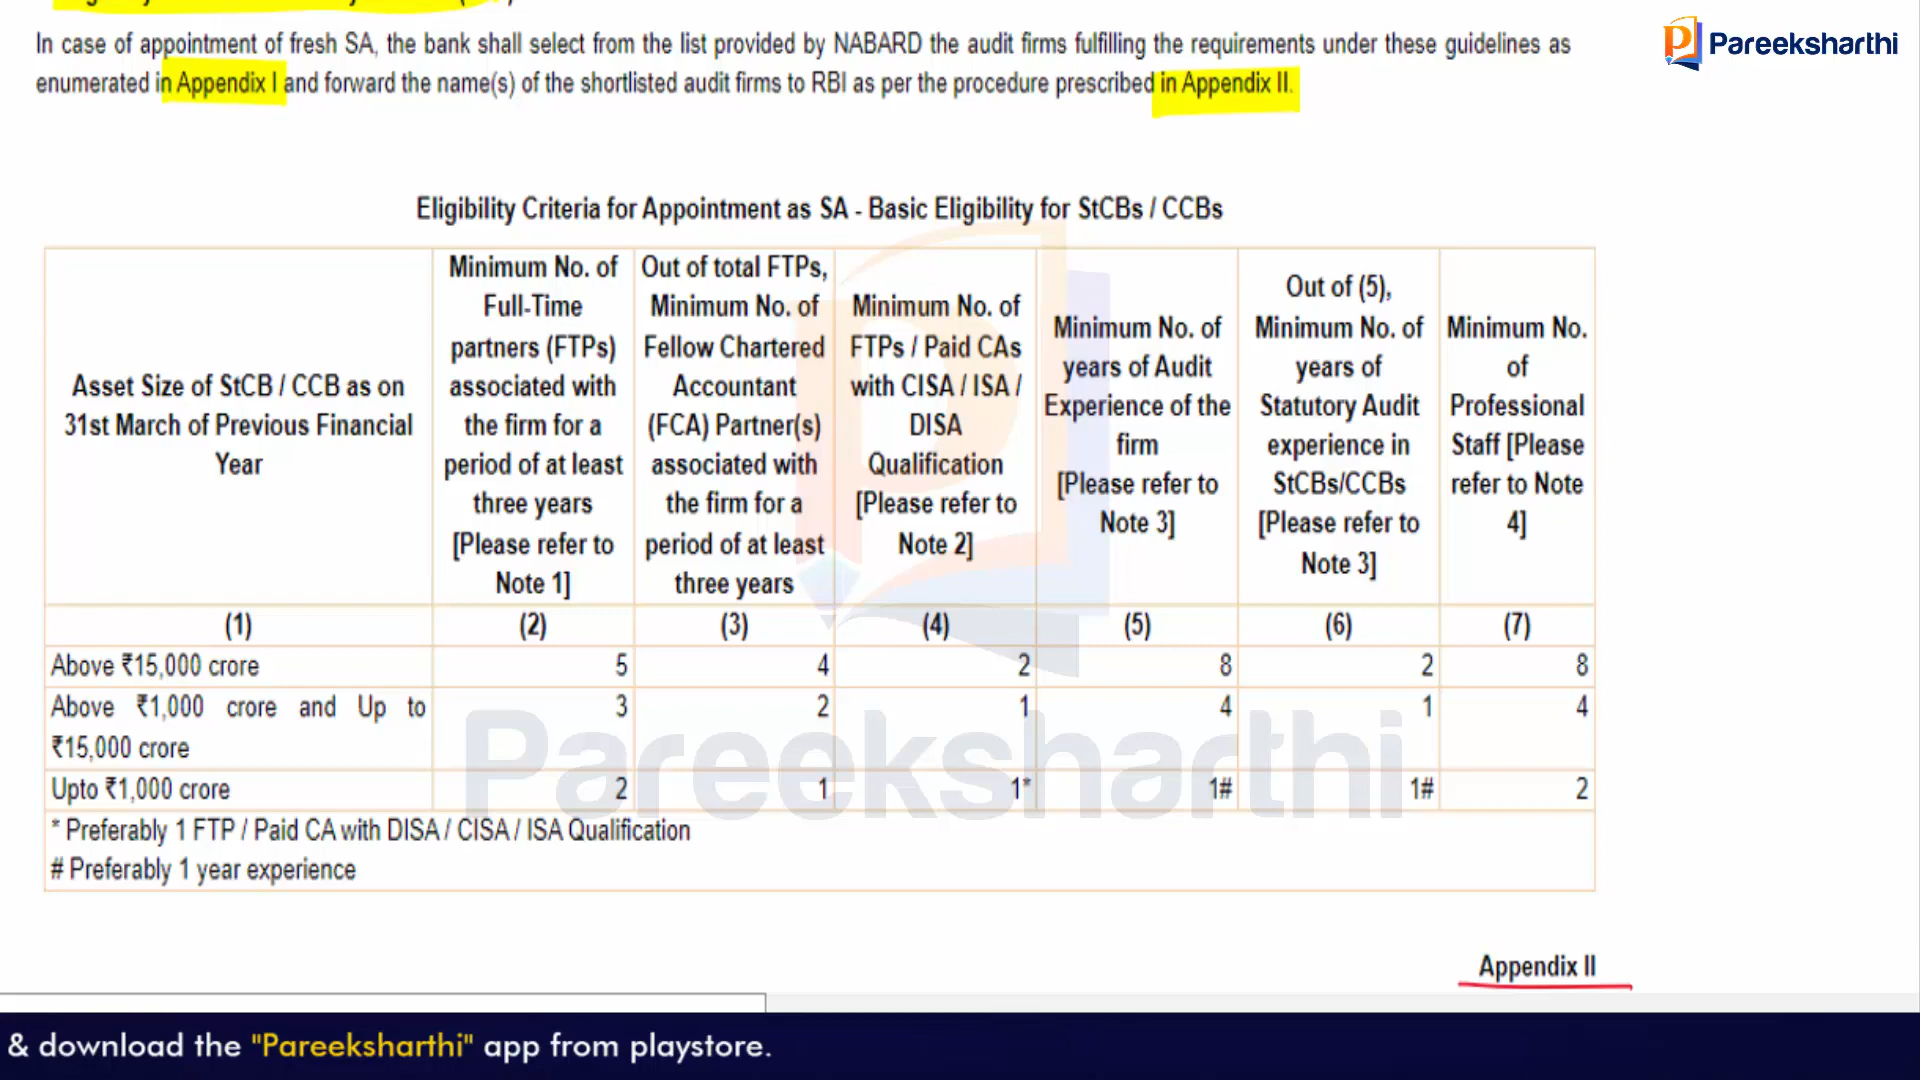 In case of appointment of fresh SA, the bank shall select from the list provided by NABARD the audit firms fulfilling the requirements under these guidelines as
enumerated in Appendix I and forward the name(s) of the shortlisted audit firms to RBI as per the procedure prescribed in Appendix II.
Pareeksharthi
Eligibility Criteria for Appointment as SA - Basic Eligibility for StCBs / CCBs
Asset Size of StCB / CCB as on
31st March of Previous Financial
Year
Minimum No. of
Full-Time
partners (FTPs)
associated with
the firm for a
period of at least
three years
[Please refer to
Note 1]
Out of total FTPs,
Minimum No. of
Fellow Chartered
Accountant
(FCA) Partner(s)
associated with
the firm for a
period of at least
three years
Minimum No. of
FTPs / Paid CAs
with CISA / ISA /
DISA
Qualification
[Please refer to
Note 2]
Minimum No. of
years of Audit
Experience of the
firm
[Please refer to
Note 3]
Out of (5),
Minimum No. of
years of
Statutory Audit
experience in
StCBs/CCBs
[Please refer to
Note 3]
Minimum No.
of
Professional
Staff [Please
refer to Note
4]
(1) (2) (3) (4) (5) (6) (7)
Above ₹15,000 crore 5 4 2 8 2 8
Above ₹1,000 crore and Up to 3 2 1 4 1 4
₹15,000 crore
Upto ₹1,000 crore 2 1 1* 1# 1# 2
* Preferably 1 FTP / Paid CA with DISA / CISA / ISA Qualification
# Preferably 1 year experience
Pareeksharthi
Appendix II
& download the "Pareeksharthi" app from playstore.